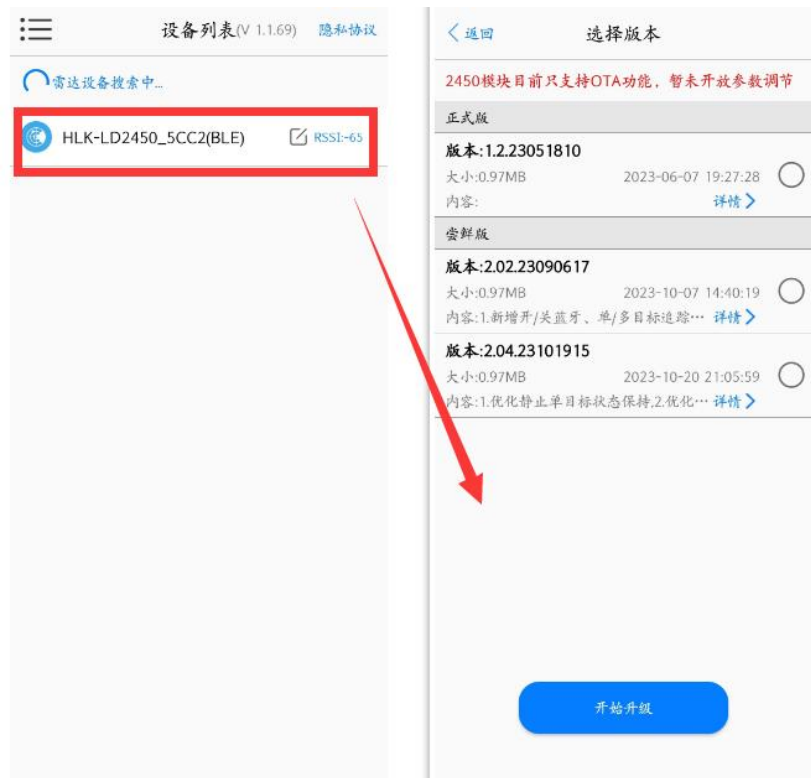 设备列表(V 1.1.69) 隐私协议
雷达设备搜索中...
HLK-LD2450_5CC2(BLE) RSSI:-65
返回 选择版本
2450模块目前只支持OTA功能，暂未开放参数调节
正式版
版本:1.2.23051810
大小:0.97MB 2023-06-07 19:27:28
内容: 详情
尝鲜版
版本:2.02.23090617
大小:0.97MB 2023-10-07 14:40:19
内容:1.新增开/关蓝牙、单/多目标追踪… 详情
版本:2.04.23101915
大小:0.97MB 2023-10-20 21:05:59
内容:1.优化静止单目标状态保持,2.优化… 详情
开始升级